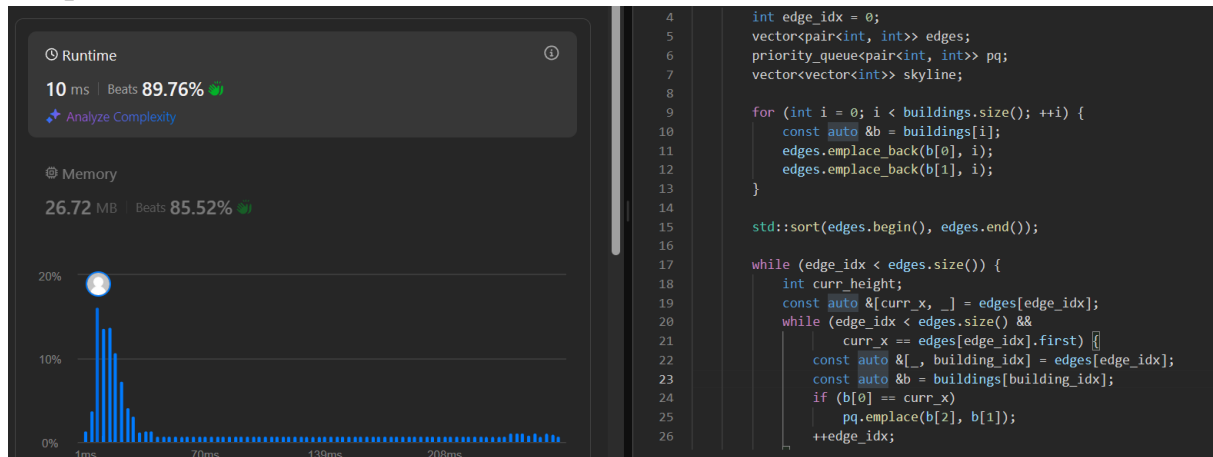 Runtime
10 ms | Beats 89.76%
Analyze Complexity
Memory
26.72 MB | Beats 85.52%
20%
10%
0%
1ms 70ms 139ms 208ms
4 int edge_idx = 0;
5 vector<pair<int, int>> edges;
6 priority_queue<pair<int, int>> pq;
7 vector<vector<int>> skyline;
8
9 for (int i = 0; i < buildings.size(); ++i) {
10 const auto &b = buildings[i];
11 edges.emplace_back(b[0], i);
12 edges.emplace_back(b[1], i);
13 }
14
15 std::sort(edges.begin(), edges.end());
16
17 while (edge_idx < edges.size()) {
18 int curr_height;
19 const auto &[curr_x, _] = edges[edge_idx];
20 while (edge_idx < edges.size() &&
21 curr_x == edges[edge_idx].first) {
22 const auto &[_, building_idx] = edges[edge_idx];
23 const auto &b = buildings[building_idx];
24 if (b[0] == curr_x)
25 pq.emplace(b[2], b[1]);
26 ++edge_idx;